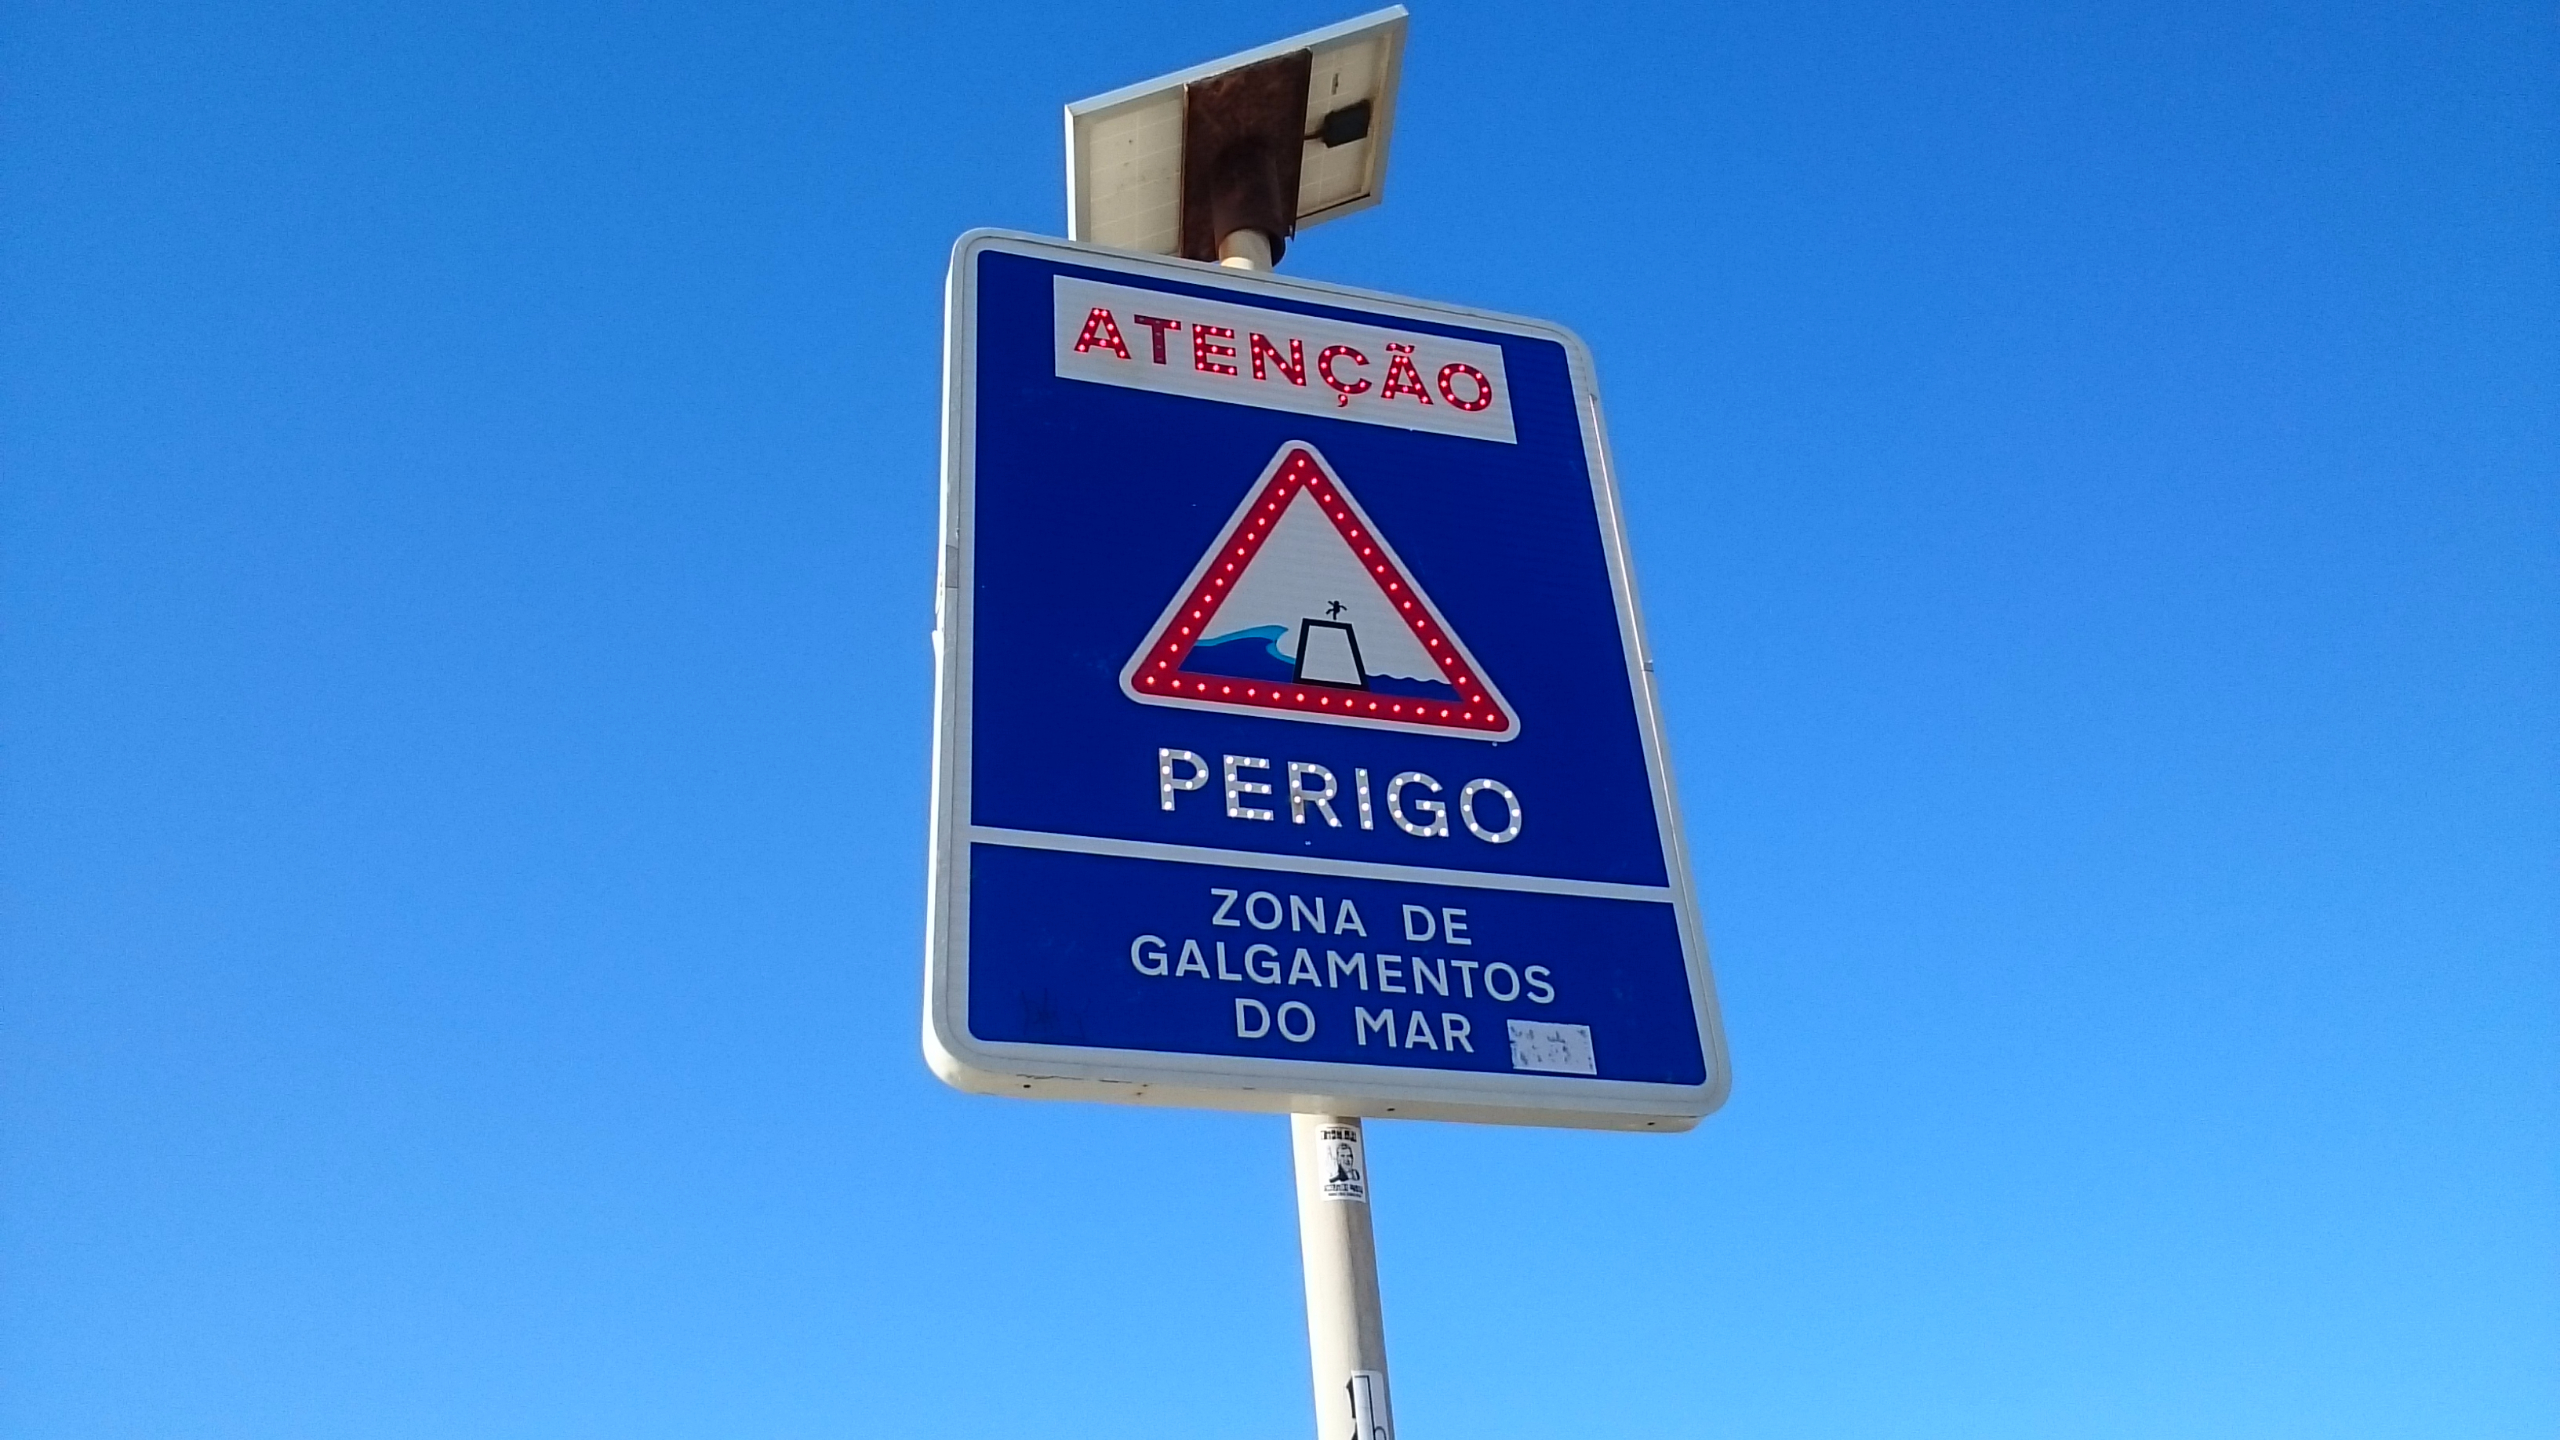 ATENÇÃO
PERIGO
ZONA DE
GALGAMENTOS
DO MAR